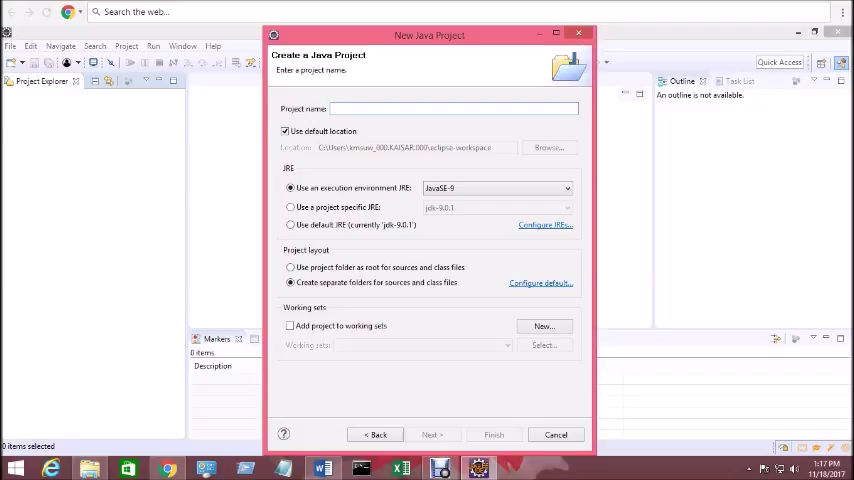 Search the web...
New Java Project
File Edit Navigate Search Project Run Window Help
Create a Java Project
Enter a project name.
Quick Access
Project Explorer
Outline Task List
An outline is not available.
Project name:
Use default location
Location: C:\Users\kmsuw_000.KAISAR.000\eclipse-workspace Browse...
JRE
Use an execution environment JRE: JavaSE-9
Use a project specific JRE: jdk-9.0.1
Use default JRE (currently 'jdk-9.0.1') Configure JREs...
Project layout
Use project folder as root for sources and class files
Create separate folders for sources and class files Configure default...
Working sets
Add project to working sets New...
Working sets: Select...
Markers
0 items
Description
? < Back Next > Finish Cancel
0 items selected
1:17 PM
11/18/2017